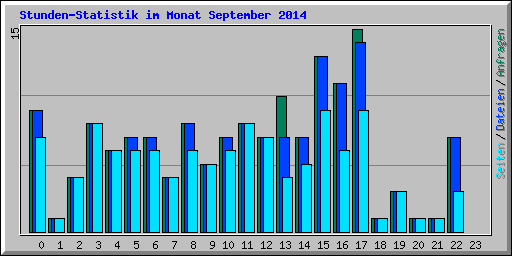 Stunden-Statistik im Monat September 2014
15
Seiten / Dateien / Anfragen
0 1 2 3 4 5 6 7 8 9 10 11 12 13 14 15 16 17 18 19 20 21 22 23